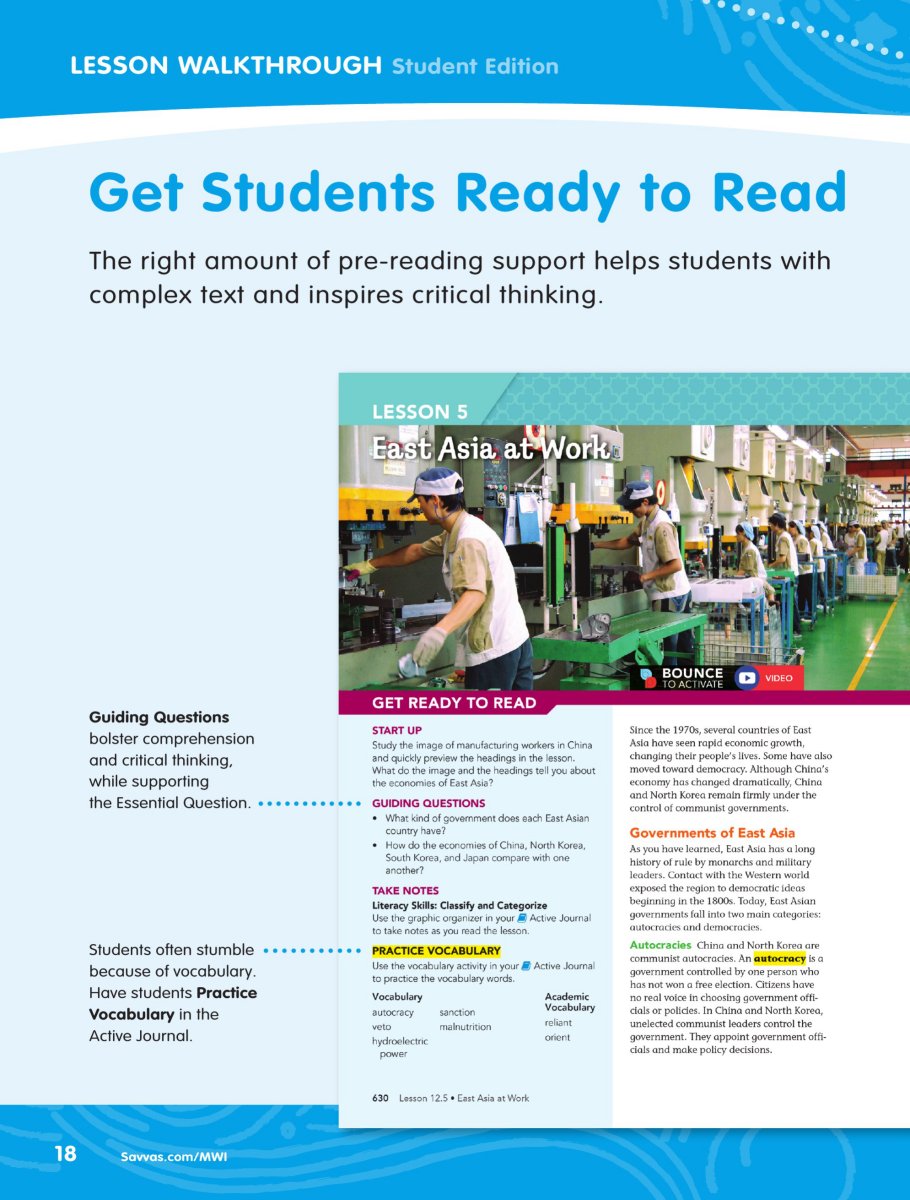 LESSON WALKTHROUGH Student Edition
Get Students Ready to Read
The right amount of pre-reading support helps students with
complex text and inspires critical thinking.
Guiding Questions
bolster comprehension
and critical thinking,
while supporting
the Essential Question.
Students often stumble
because of vocabulary.
Have students Practice
Vocabulary in the
Active Journal.
LESSON 5
East Asia at Work
BOUNCE
TO ACTIVATE
VIDEO
GET READY TO READ
START UP
Study the image of manufacturing workers in China
and quickly preview the headings in the lesson.
What do the image and the headings tell you about
the economies of East Asia?
GUIDING QUESTIONS
• What kind of government does each East Asian
country have?
• How do the economies of China, North Korea,
South Korea, and Japan compare with one
another?
TAKE NOTES
Literacy Skills: Classify and Categorize
Use the graphic organizer in your Active Journal
to take notes as you read the lesson.
PRACTICE VOCABULARY
Use the vocabulary activity in your Active Journal
to practice the vocabulary words.
Vocabulary
autocracy
veto
hydroelectric
power
sanction
malnutrition
Academic
Vocabulary
reliant
orient
Since the 1970s, several countries of East
Asia have seen rapid economic growth,
changing their people's lives. Some have also
moved toward democracy. Although China's
economy has changed dramatically, China
and North Korea remain firmly under the
control of communist governments.
Governments of East Asia
As you have learned, East Asia has a long
history of rule by monarchs and military
leaders. Contact with the Western world
exposed the region to democratic ideas
beginning in the 1800s. Today, East Asian
governments fall into two main categories:
autocracies and democracies.
Autocracies China and North Korea are
communist autocracies. An autocracy is a
government controlled by one person who
has not won a free election. Citizens have
no real voice in choosing government offi-
cials or policies. In China and North Korea,
unelected communist leaders control the
government. They appoint government offi-
cials and make policy decisions.
630 Lesson 12.5 • East Asia at Work
18 Savvas.com/MWI